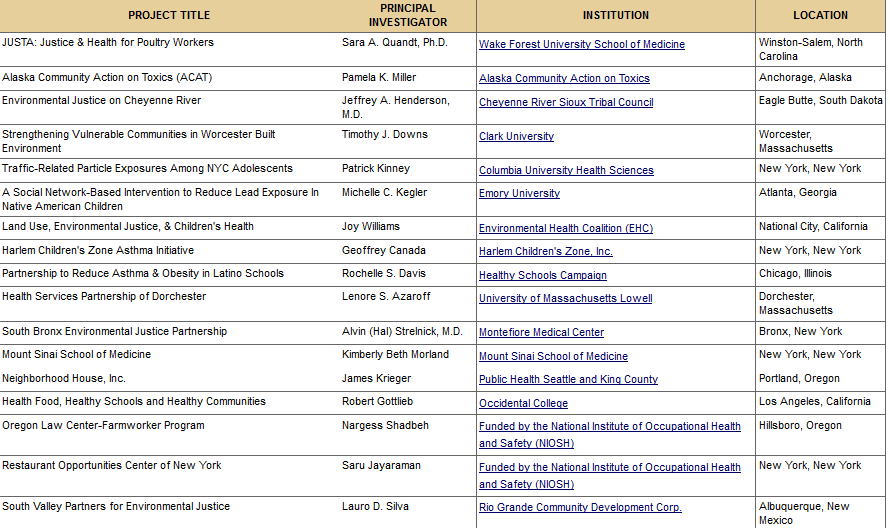 PROJECT TITLE PRINCIPAL INVESTIGATOR INSTITUTION LOCATION
JUSTA: Justice & Health for Poultry Workers Sara A. Quandt, Ph.D. Wake Forest University School of Medicine Winston-Salem, North Carolina
Alaska Community Action on Toxics (ACAT) Pamela K. Miller Alaska Community Action on Toxics Anchorage, Alaska
Environmental Justice on Cheyenne River Jeffrey A. Henderson, M.D. Cheyenne River Sioux Tribal Council Eagle Butte, South Dakota
Strengthening Vulnerable Communities in Worcester Built Environment Timothy J. Downs Clark University Worcester, Massachusetts
Traffic-Related Particle Exposures Among NYC Adolescents Patrick Kinney Columbia University Health Sciences New York, New York
A Social Network-Based Intervention to Reduce Lead Exposure In Native American Children Michelle C. Kegler Emory University Atlanta, Georgia
Land Use, Environmental Justice, & Children's Health Joy Williams Environmental Health Coalition (EHC) National City, California
Harlem Children's Zone Asthma Initiative Geoffrey Canada Harlem Children's Zone, Inc. New York, New York
Partnership to Reduce Asthma & Obesity in Latino Schools Rochelle S. Davis Healthy Schools Campaign Chicago, Illinois
Health Services Partnership of Dorchester Lenore S. Azaroff University of Massachusetts Lowell Dorchester, Massachusetts
South Bronx Environmental Justice Partnership Alvin (Hal) Strelnick, M.D. Montefiore Medical Center Bronx, New York
Mount Sinai School of Medicine Kimberly Beth Morland Mount Sinai School of Medicine New York, New York
Neighborhood House, Inc. James Krieger Public Health Seattle and King County Portland, Oregon
Health Food, Healthy Schools and Healthy Communities Robert Gottlieb Occidental College Los Angeles, California
Oregon Law Center-Farmworker Program Nargess Shadbeh Funded by the National Institute of Occupational Health and Safety (NIOSH) Hillsboro, Oregon
Restaurant Opportunities Center of New York Saru Jayaraman Funded by the National Institute of Occupational Health and Safety (NIOSH) New York, New York
South Valley Partners for Environmental Justice Lauro D. Silva Rio Grande Community Development Corp. Albuquerque, New Mexico